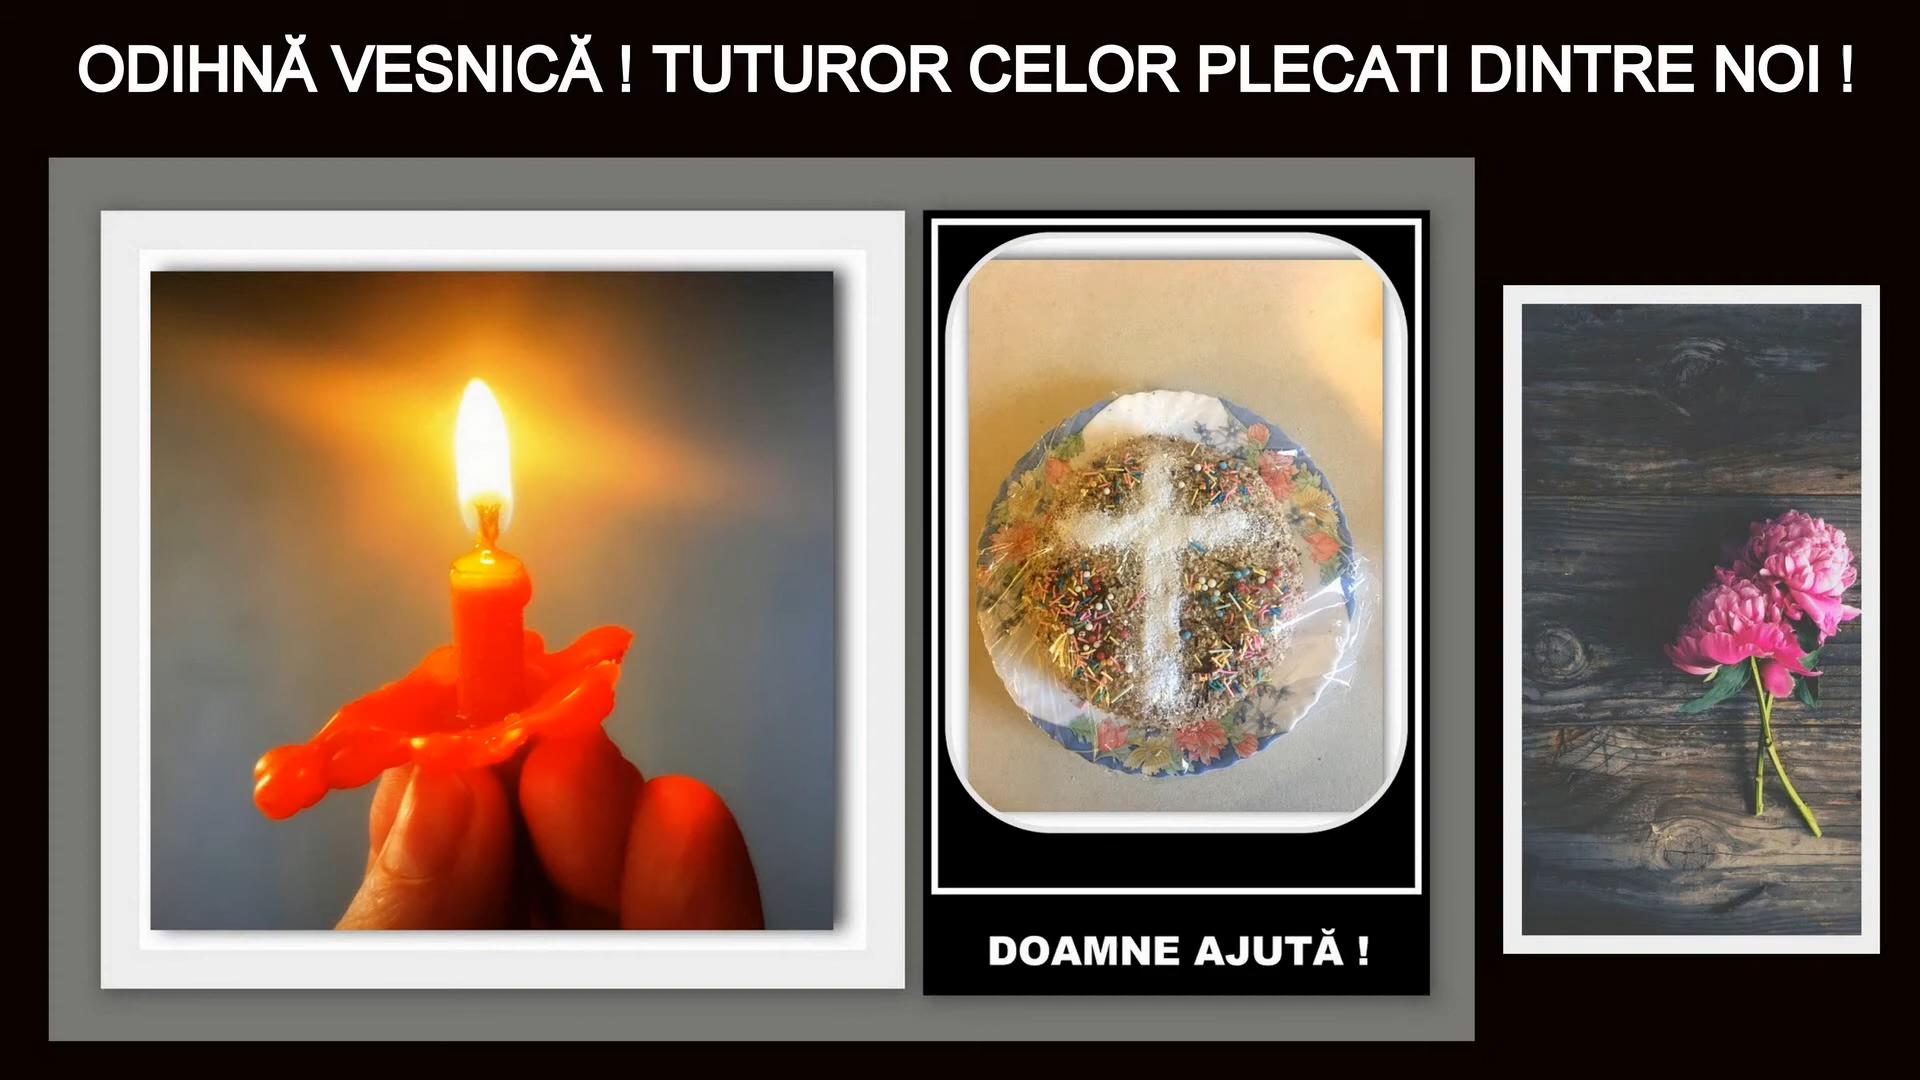 ODIHNĂ VESNICĂ ! TUTUROR CELOR PLECATI DINTRE NOI !
DOAMNE AJUTĂ !